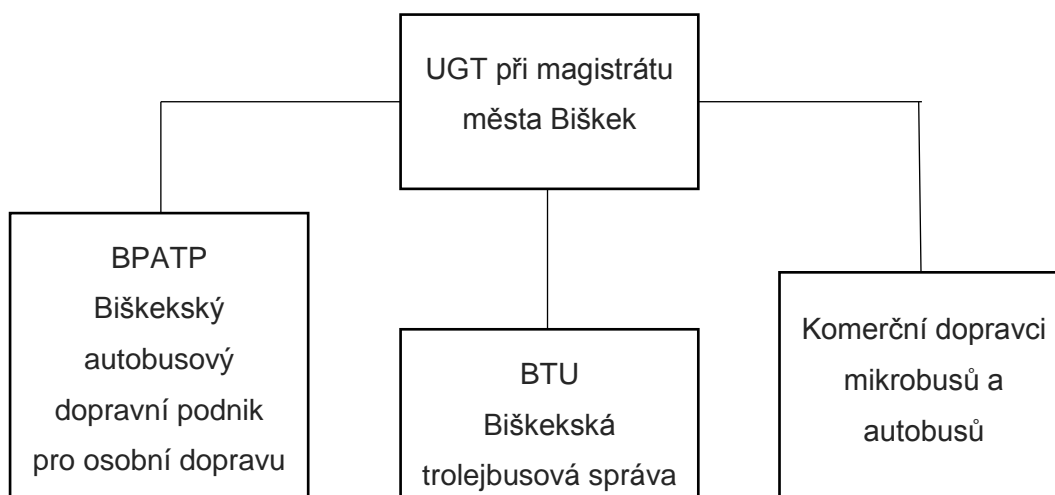 UGT při magistrátu
města Biškek
BPATP
Biškekský
autobusový
dopravní podnik
pro osobní dopravu
BTU
Biškekská
trolejbusová správa
Komerční dopravci
mikrobusů a
autobusů